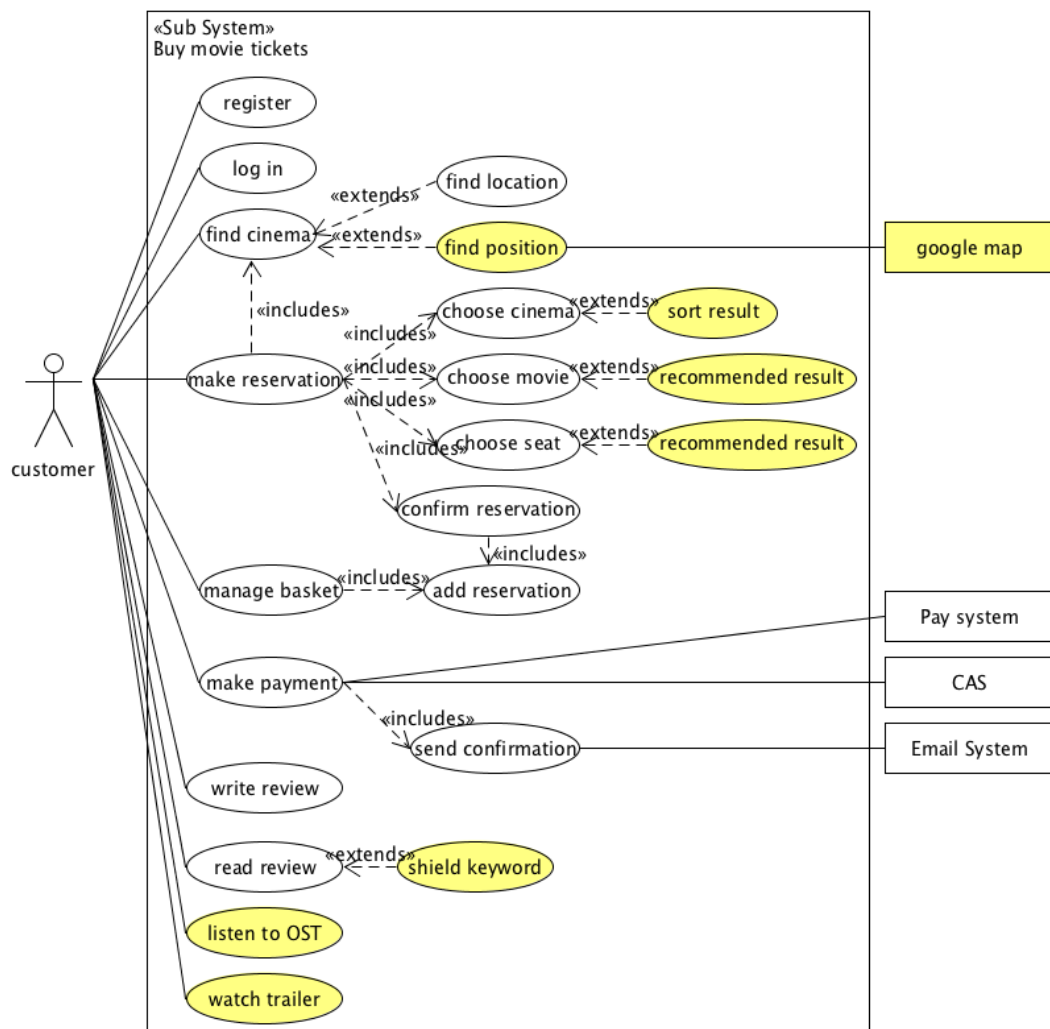 «Sub System»
Buy movie tickets
register
log in
find location
«extends»
find cinema
«extends»
find position
google map
«includes»
choose cinema
«extends»
sort result
«includes»
make reservation
«includes»
choose movie
«extends»
recommended result
«includes»
choose seat
«extends»
recommended result
«includes»
customer
confirm reservation
«includes»
manage basket
«includes»
add reservation
Pay system
make payment
CAS
«includes»
send confirmation
Email System
write review
read review
«extends»
shield keyword
listen to OST
watch trailer